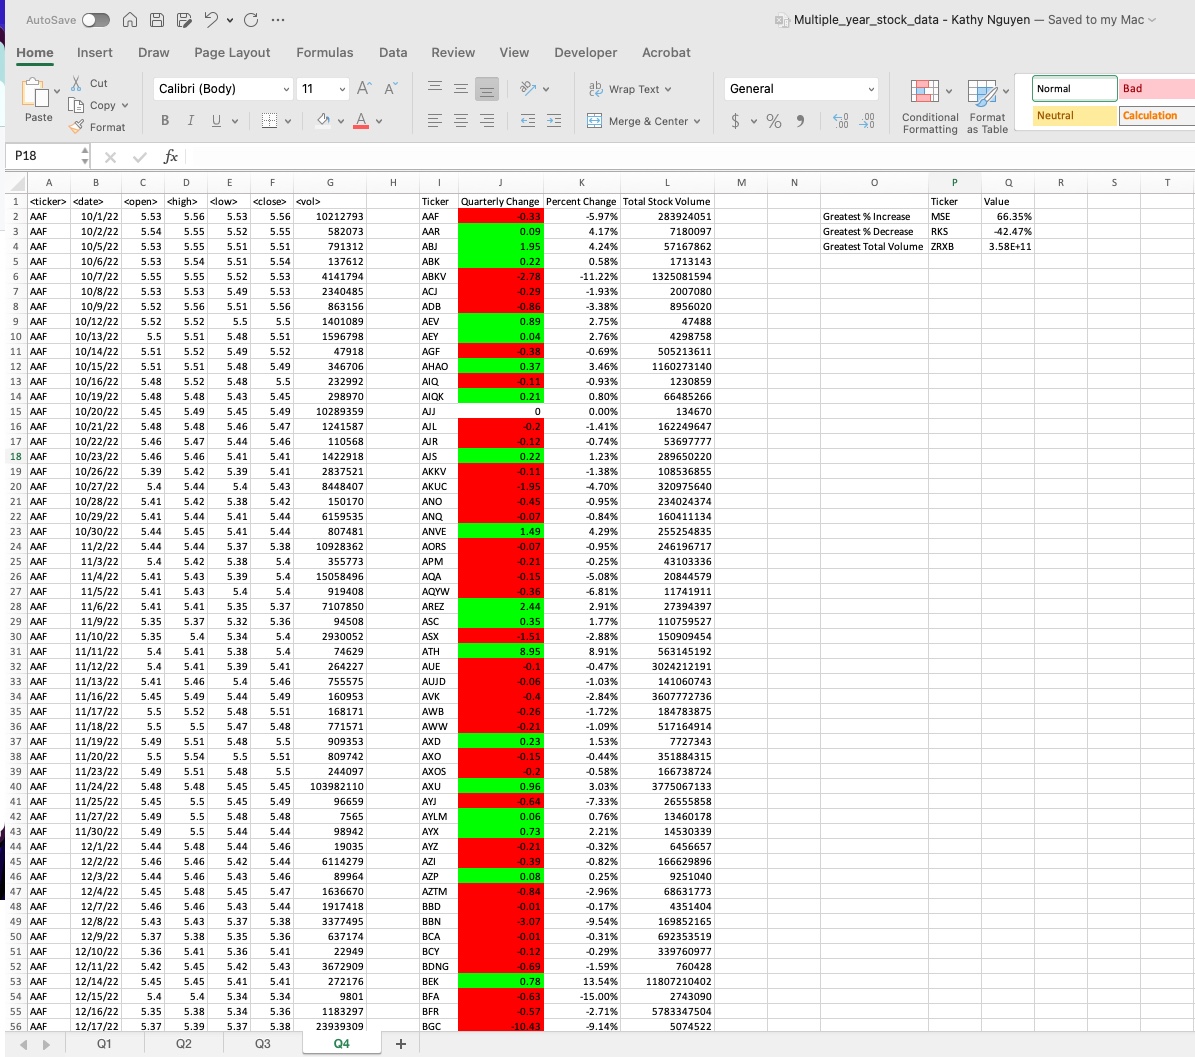 AutoSave
Multiple_year_stock_data - Kathy Nguyen — Saved to my Mac
Home Insert Draw Page Layout Formulas Data Review View Developer Acrobat
Paste Cut Copy Format
Calibri (Body) 11 A A
B I U A
ab Wrap Text
Merge & Center
General
$ % 9 .00 .00
Conditional Formatting
Format as Table
Normal Bad
Neutral Calculation
P18 fx
A B C D E F G H I J K L M N O P Q R S T
1 <ticker> <date> <open> <high> <low> <close> <vol> Ticker Quarterly Change Percent Change Total Stock Volume Ticker Value
2 AAF 10/1/22 5.53 5.56 5.53 5.56 10212793 AAF -0.33 -5.97% 283924051 Greatest % Increase MSE 66.35%
3 AAF 10/2/22 5.54 5.55 5.52 5.55 582073 AAR 0.09 4.17% 7180097 Greatest % Decrease RKS -42.47%
4 AAF 10/5/22 5.53 5.55 5.51 5.51 791312 ABJ 1.95 4.24% 57167862 Greatest Total Volume ZRXB 3.58E+11
5 AAF 10/6/22 5.53 5.54 5.51 5.54 137612 ABK 0.22 0.58% 1713143
6 AAF 10/7/22 5.55 5.55 5.52 5.53 4141794 ABKV -2.78 -11.22% 1325081594
7 AAF 10/8/22 5.53 5.53 5.49 5.53 2340485 ACJ -0.29 -1.93% 2007080
8 AAF 10/9/22 5.52 5.56 5.51 5.56 863156 ADB -0.86 -3.38% 8956020
9 AAF 10/12/22 5.52 5.52 5.5 5.5 1401089 AEV 0.89 2.75% 47488
10 AAF 10/13/22 5.5 5.51 5.48 5.51 1596798 AEY 0.04 2.76% 4298758
11 AAF 10/14/22 5.51 5.52 5.49 5.52 47918 AGF -0.38 -0.69% 505213611
12 AAF 10/15/22 5.51 5.51 5.48 5.49 346706 AHAO 0.37 3.46% 1160273140
13 AAF 10/16/22 5.48 5.52 5.48 5.5 232992 AIQ -0.11 -0.93% 1230859
14 AAF 10/19/22 5.48 5.48 5.43 5.45 298970 AIQK 0.21 0.80% 66485266
15 AAF 10/20/22 5.45 5.49 5.45 5.49 10289359 AJJ 0 0.00% 134670
16 AAF 10/21/22 5.48 5.48 5.46 5.47 1241587 AJL -0.2 -1.41% 162249647
17 AAF 10/22/22 5.46 5.47 5.44 5.46 110568 AJR -0.12 -0.74% 53697777
18 AAF 10/23/22 5.46 5.46 5.41 5.41 1422918 AJS 0.22 1.23% 289650220
19 AAF 10/26/22 5.39 5.42 5.39 5.41 2837521 AKKV -0.11 -1.38% 108536855
20 AAF 10/27/22 5.4 5.44 5.4 5.43 8448407 AKUC -1.95 -4.70% 320975640
21 AAF 10/28/22 5.41 5.42 5.38 5.42 150170 ANO -0.45 -0.95% 234024374
22 AAF 10/29/22 5.41 5.44 5.41 5.44 6159535 ANQ -0.07 -0.84% 160411134
23 AAF 10/30/22 5.44 5.45 5.41 5.44 807481 ANVE 1.49 4.29% 255254835
24 AAF 11/2/22 5.44 5.44 5.37 5.38 10928362 AORS -0.07 -0.95% 246196717
25 AAF 11/3/22 5.4 5.42 5.38 5.4 355773 APM -0.21 -0.25% 43103336
26 AAF 11/4/22 5.41 5.43 5.39 5.4 15058496 AQA -0.15 -5.08% 20844579
27 AAF 11/5/22 5.41 5.43 5.4 5.4 919408 AQYW -0.36 -6.81% 11741911
28 AAF 11/6/22 5.41 5.41 5.35 5.37 7107850 AREZ 2.44 2.91% 27394397
29 AAF 11/9/22 5.35 5.37 5.32 5.36 94508 ASC 0.35 1.77% 110759527
30 AAF 11/10/22 5.35 5.4 5.34 5.4 2930052 ASX -1.51 -2.88% 150909454
31 AAF 11/11/22 5.4 5.41 5.38 5.4 74629 ATH 8.95 8.91% 563145192
32 AAF 11/12/22 5.4 5.41 5.39 5.41 264227 AUE -0.1 -0.47% 3024212191
33 AAF 11/13/22 5.41 5.46 5.4 5.46 755575 AUJD -0.06 -1.03% 141060743
34 AAF 11/16/22 5.45 5.49 5.44 5.49 160953 AVK -0.4 -2.84% 3607772736
35 AAF 11/17/22 5.5 5.52 5.48 5.51 168171 AWB -0.26 -1.72% 184783875
36 AAF 11/18/22 5.5 5.5 5.47 5.48 771571 AWW -0.21 -1.09% 517164914
37 AAF 11/19/22 5.49 5.51 5.48 5.5 909353 AXD 0.23 1.53% 7727343
38 AAF 11/20/22 5.5 5.54 5.5 5.51 809742 AXO -0.15 -0.44% 351884315
39 AAF 11/23/22 5.49 5.51 5.48 5.5 244097 AXOS -0.2 -0.58% 166738724
40 AAF 11/24/22 5.48 5.48 5.45 5.45 103982110 AXU 0.96 3.03% 3775067133
41 AAF 11/25/22 5.45 5.5 5.45 5.49 96659 AYJ -0.64 -7.33% 26555858
42 AAF 11/27/22 5.49 5.5 5.48 5.48 7565 AYLM 0.06 0.76% 13460178
43 AAF 11/30/22 5.49 5.5 5.44 5.44 98942 AYX 0.73 2.21% 14530339
44 AAF 12/1/22 5.44 5.48 5.44 5.46 19035 AYZ -0.21 -0.32% 6456657
45 AAF 12/2/22 5.46 5.46 5.42 5.44 6114279 AZI -0.39 -0.82% 166629896
46 AAF 12/3/22 5.44 5.46 5.43 5.46 89964 AZP 0.08 0.25% 9251040
47 AAF 12/4/22 5.45 5.48 5.45 5.47 1636670 AZTM -0.84 -2.96% 68631773
48 AAF 12/7/22 5.46 5.46 5.43 5.44 1917418 BBD -0.01 -0.17% 4351404
49 AAF 12/8/22 5.43 5.43 5.37 5.38 3377495 BBN -3.07 -9.54% 169852165
50 AAF 12/9/22 5.37 5.38 5.35 5.36 637174 BCA -0.01 -0.31% 692353519
51 AAF 12/10/22 5.36 5.41 5.36 5.41 22949 BCY -0.12 -0.29% 339760977
52 AAF 12/11/22 5.42 5.45 5.42 5.43 3672909 BDNG -0.69 -1.59% 760428
53 AAF 12/14/22 5.45 5.45 5.41 5.41 272176 BEK 0.78 13.54% 11807210402
54 AAF 12/15/22 5.4 5.4 5.34 5.34 9801 BFA -0.63 -15.00% 2743090
55 AAF 12/16/22 5.35 5.38 5.34 5.36 1183297 BFR -0.57 -2.71% 5783347504
56 AAF 12/17/22 5.37 5.39 5.37 5.38 23939309 BGC -10.43 -9.14% 5074522
Q1 Q2 Q3 Q4 +